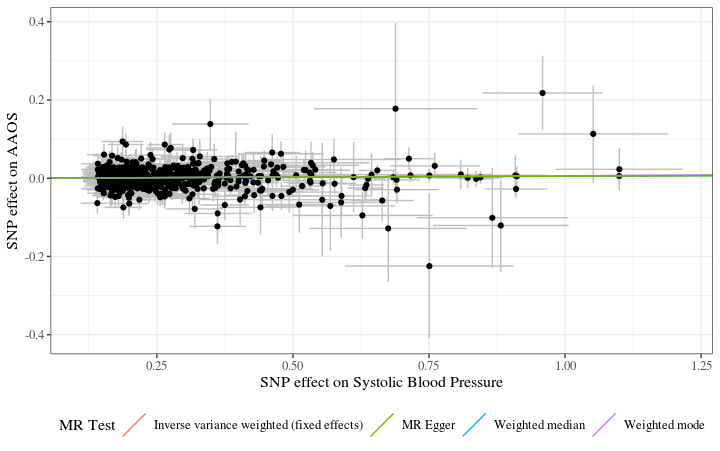 0.4
0.2
0.0
-0.2
-0.4
SNP effect on AAOS
0.25
0.50
0.75
1.00
1.25
SNP effect on Systolic Blood Pressure
MR Test
Inverse variance weighted (fixed effects)
MR Egger
Weighted median
Weighted mode